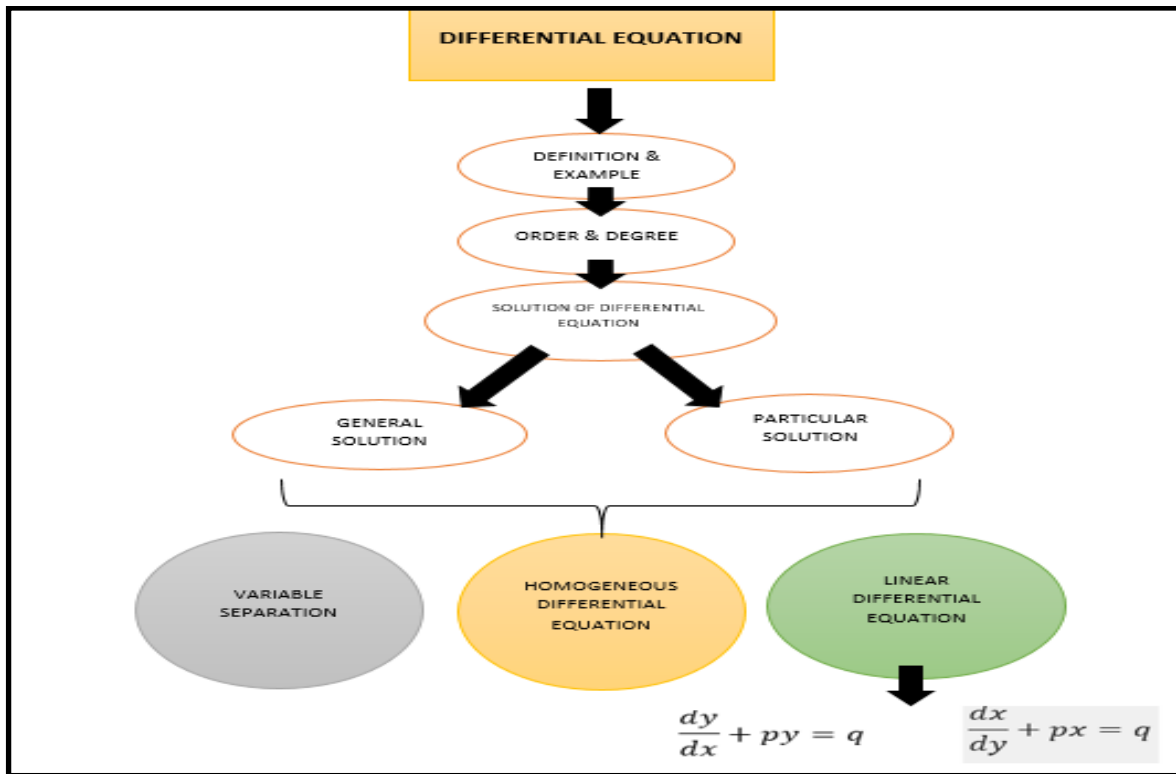 DIFFERENTIAL EQUATION
DEFINITION &
EXAMPLE
ORDER & DEGREE
SOLUTION OF DIFFERENTIAL
EQUATION
GENERAL
SOLUTION
PARTICULAR
SOLUTION
VARIABLE
SEPARATION
HOMOGENEOUS
DIFFERENTIAL
EQUATION
LINEAR
DIFFERENTIAL
EQUATION
dy/dx + py = q
dx/dy + px = q